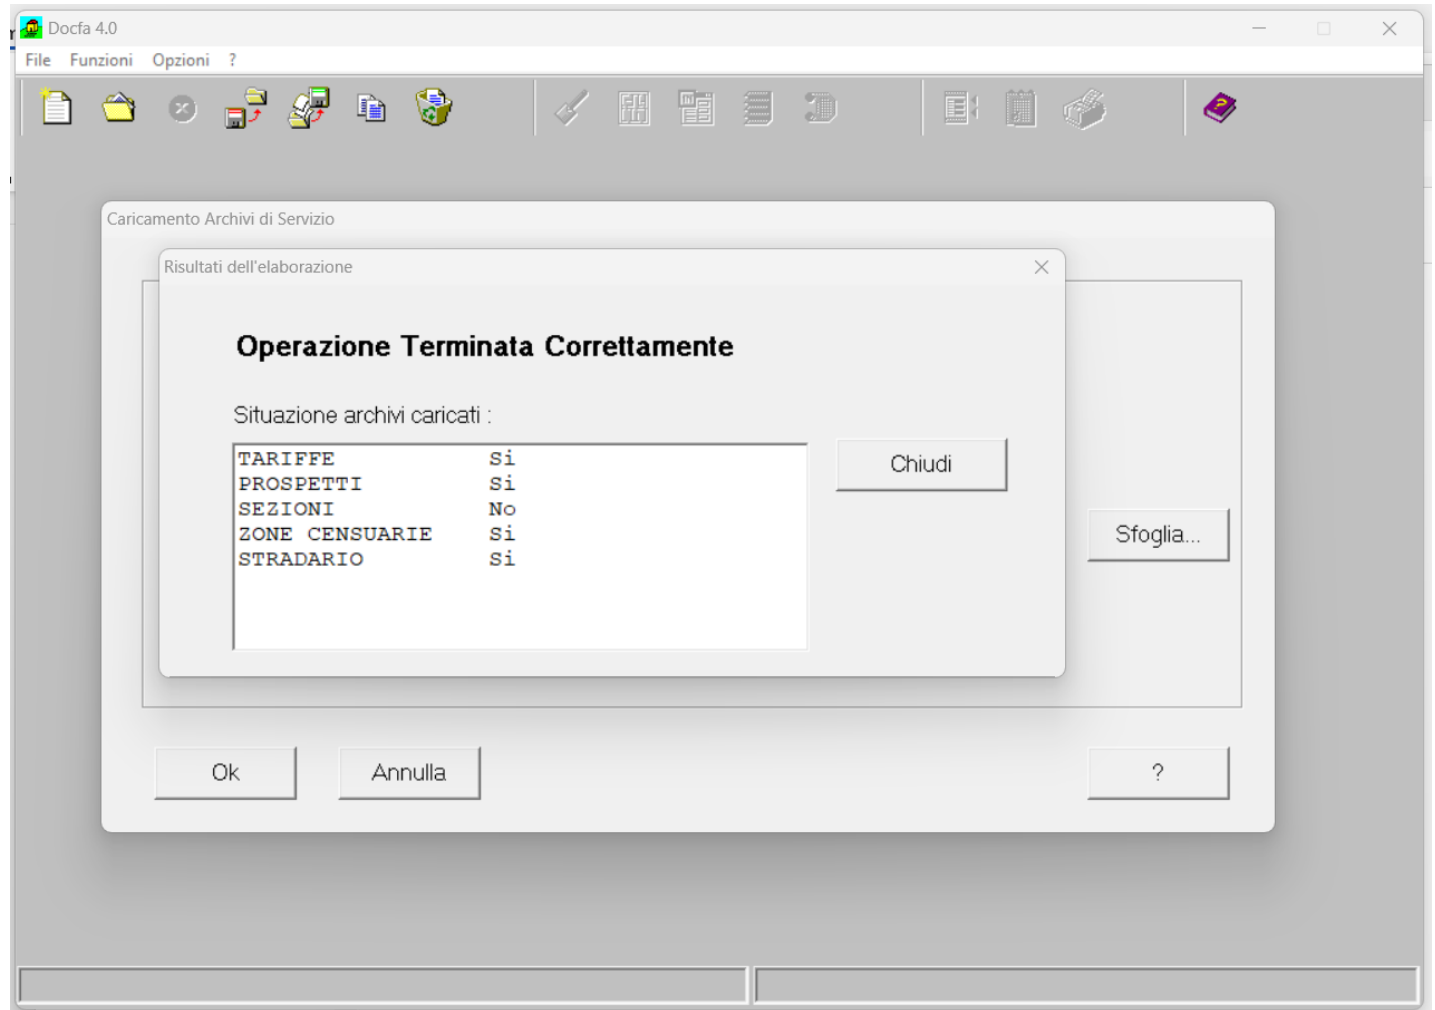 Docfa 4.0
File Funzioni Opzioni ?
Caricamento Archivi di Servizio
Risultati dell'elaborazione
Operazione Terminata Correttamente
Situazione archivi caricati :
TARIFFE Si
PROSPETTI Si
SEZIONI No
ZONE CENSUARIE Si
STRADARIO Si
Chiudi
Sfoglia...
Ok Annulla ?